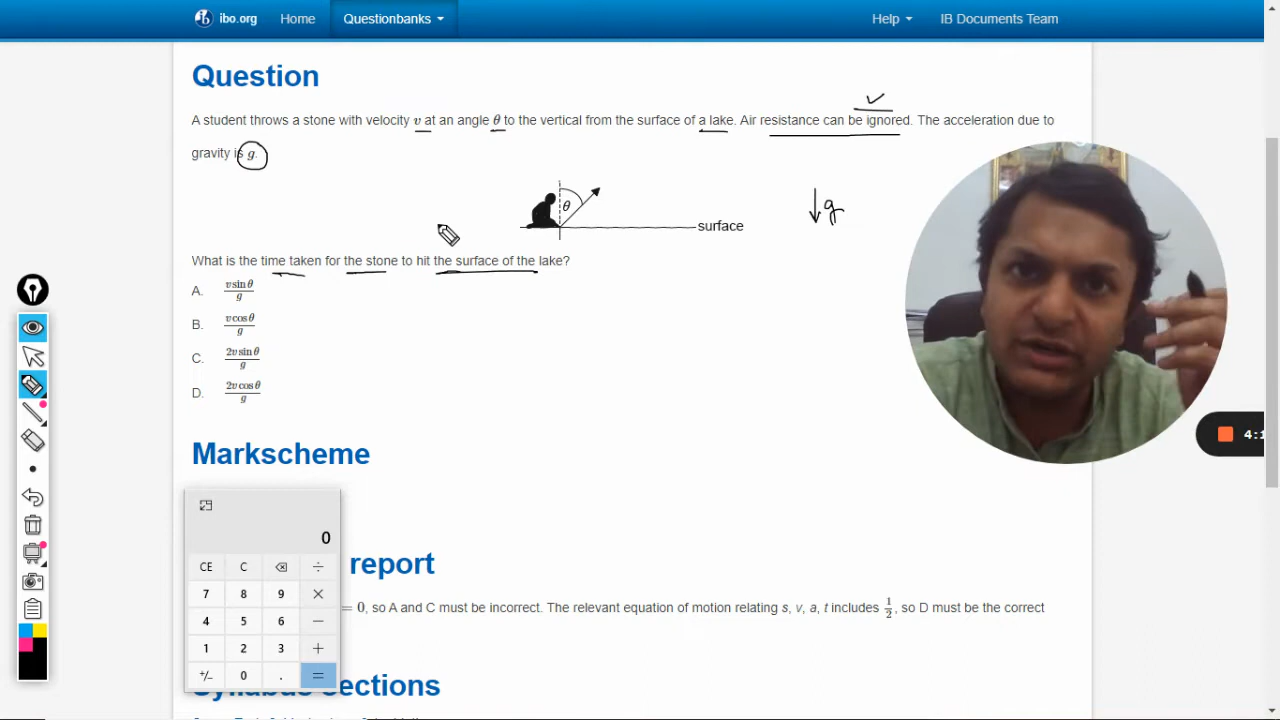 ibo.org Home Questionbanks Help IB Documents Team
Question
A student throws a stone with velocity v at an angle θ to the vertical from the surface of a lake. Air resistance can be ignored. The acceleration due to
gravity is g.
θ
surface
g
What is the time taken for the stone to hit the surface of the lake?
A. v sin θ / g
B. v cos θ / g
C. 2v sin θ / g
D. 2v cos θ / g
Markscheme
0
report
CE C ÷
7 8 9 ×
= 0, so A and C must be incorrect. The relevant equation of motion relating s, v, a, t includes 1/2, so D must be the correct
4 5 6 −
1 2 3 +
+/− 0 . =
sections